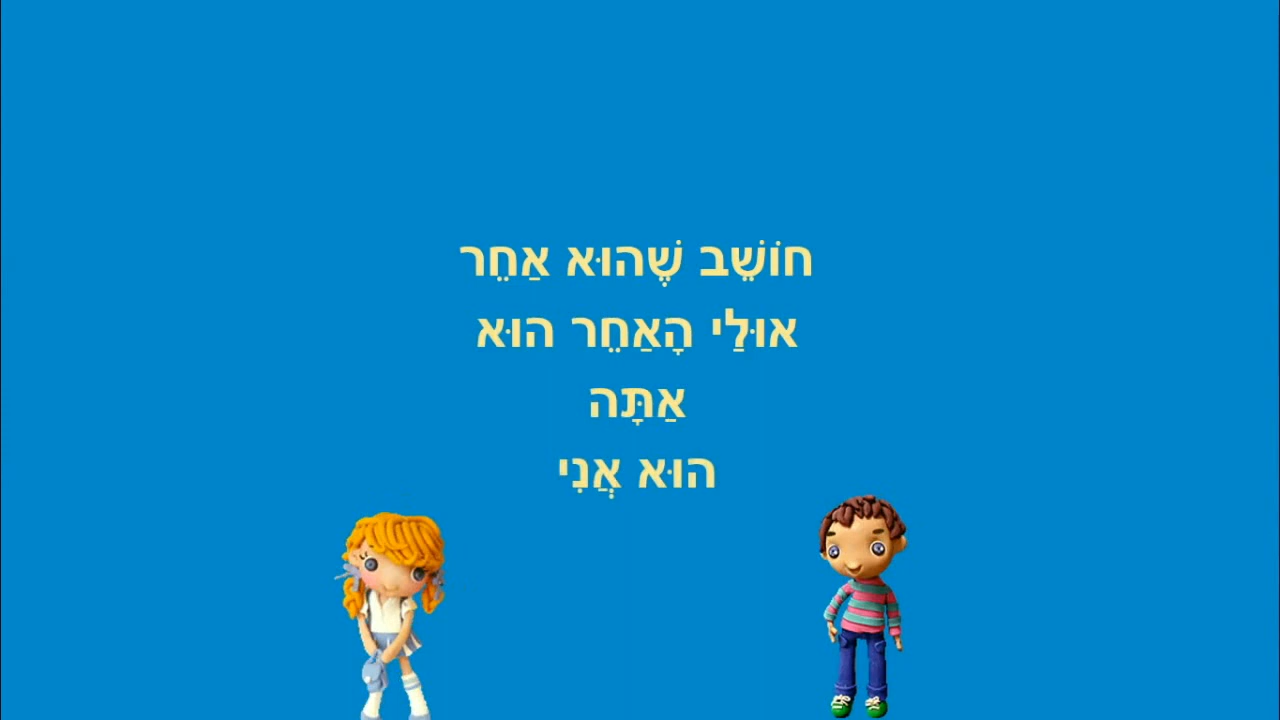 חוֹשֵׁב שֶׁהוּא אַחֵר
אוּלַי הָאַחֵר הוּא
אַתָּה
הוּא אֲנִי